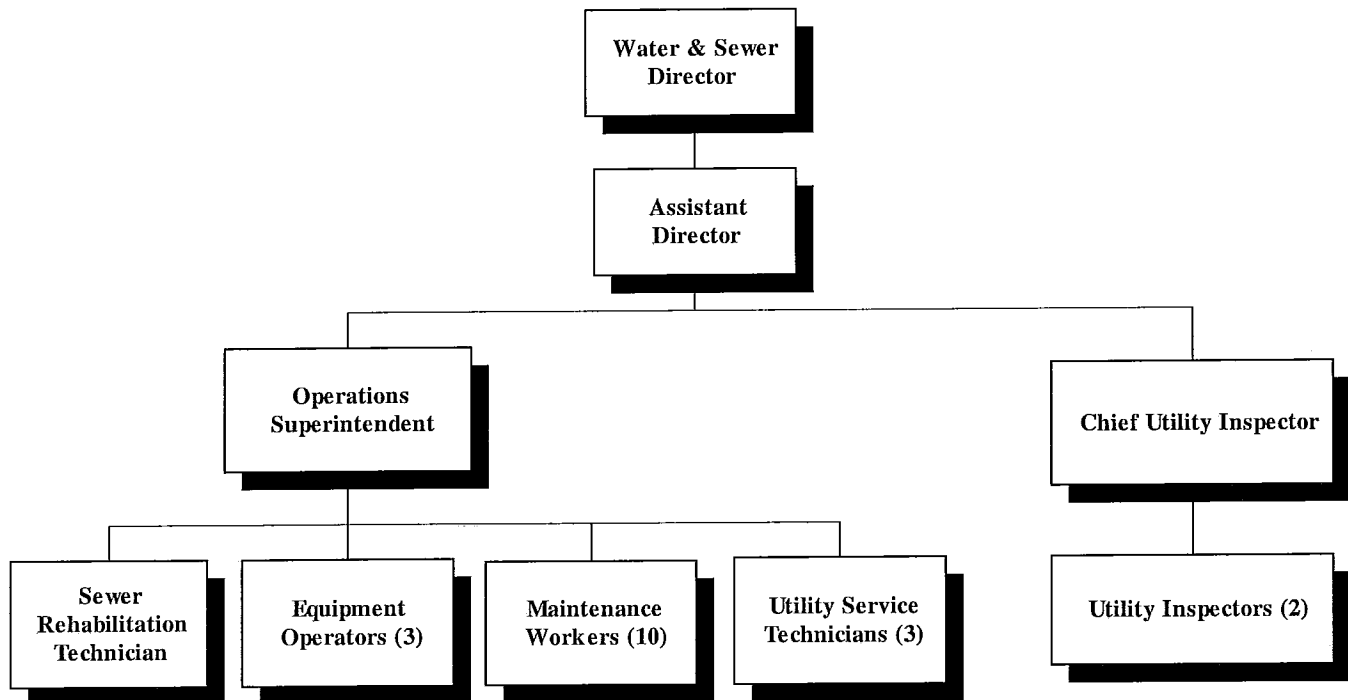 Water & Sewer
Director
Assistant
Director
Operations
Superintendent
Chief Utility Inspector
Sewer
Rehabilitation
Technician
Equipment
Operators (3)
Maintenance
Workers (10)
Utility Service
Technicians (3)
Utility Inspectors (2)